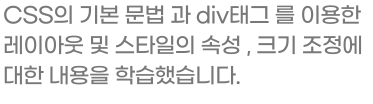 CSS의 기본 문법 과 div태그 를 이용한
레이아웃 및 스타일의 속성 , 크기 조정에
대한 내용을 학습했습니다.